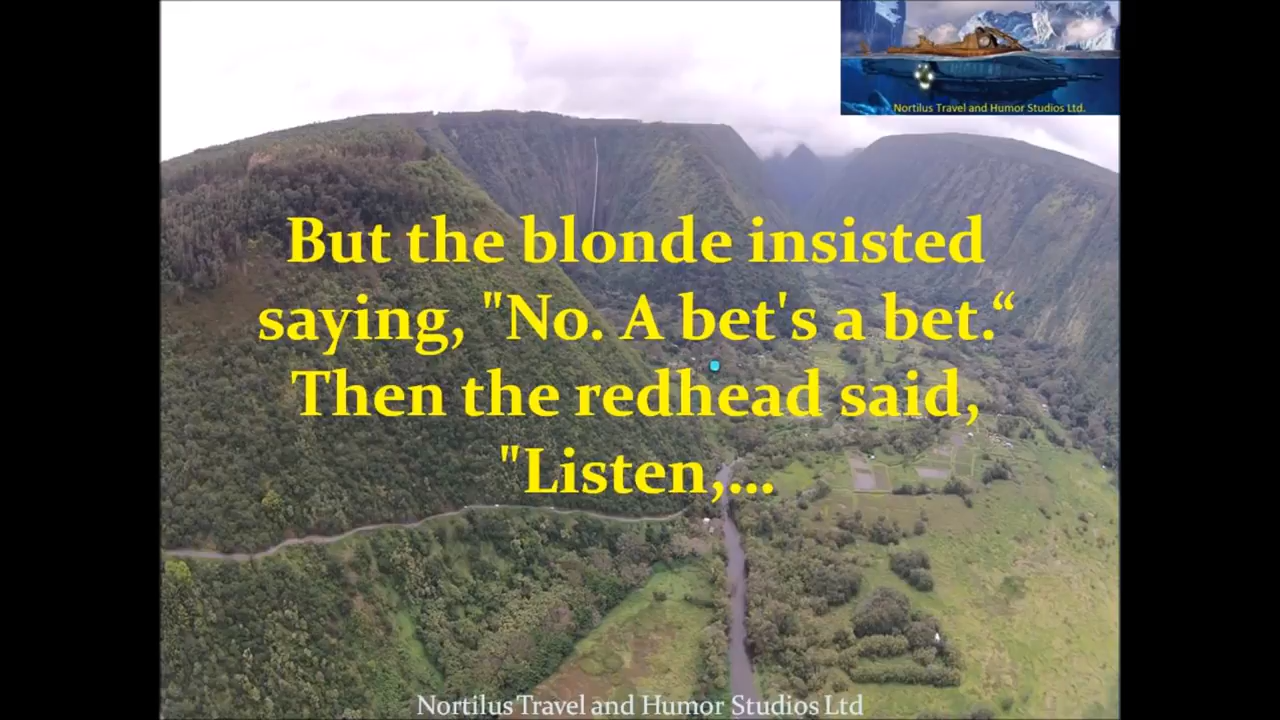 Nortilus Travel and Humor Studios Ltd.
But the blonde insisted
saying, "No. A bet's a bet.“
Then the redhead said,
"Listen,...
Nortilus Travel and Humor Studios Ltd